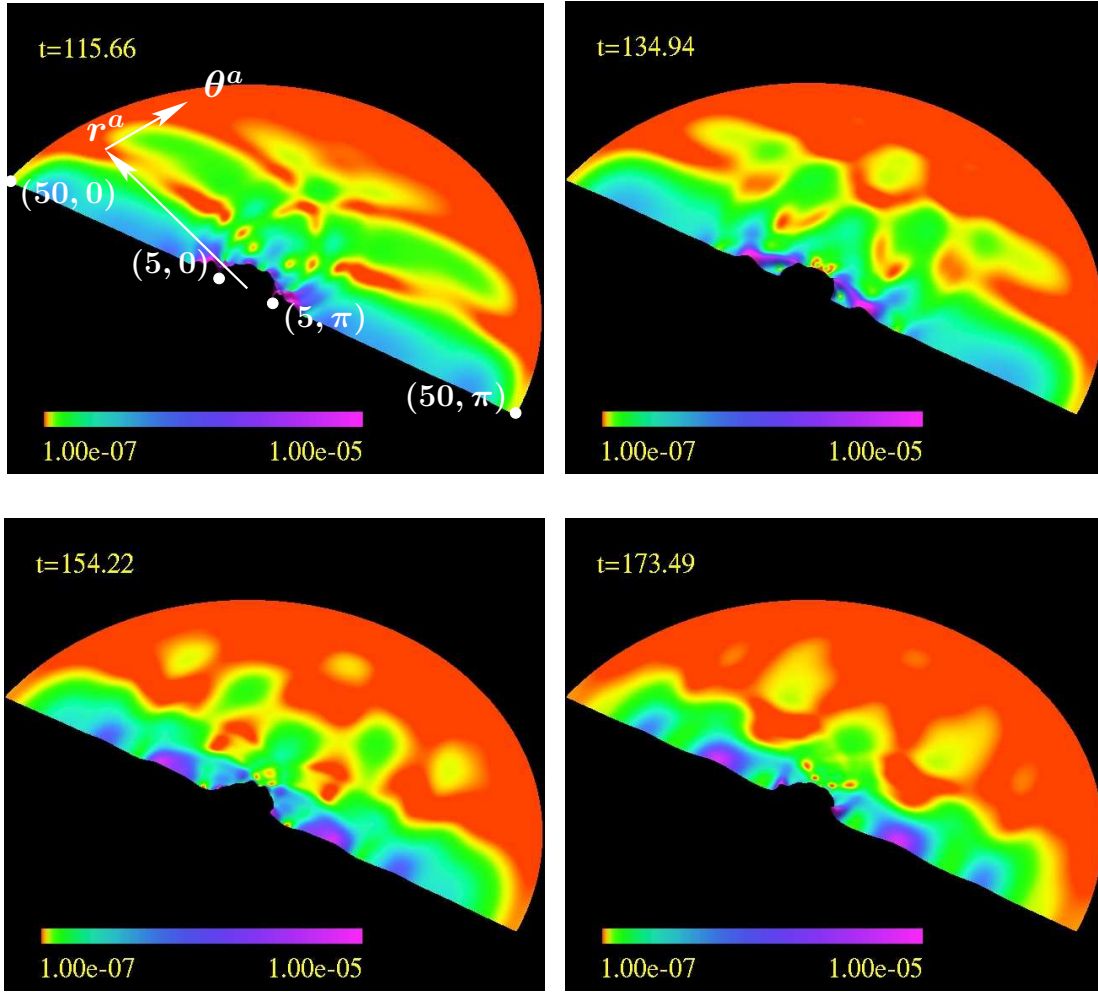 t=115.66
θᵃ
rᵃ
(50, 0)
(5, 0)
(5, π)
(50, π)
1.00e-07 1.00e-05
t=134.94
1.00e-07 1.00e-05
t=154.22
1.00e-07 1.00e-05
t=173.49
1.00e-07 1.00e-05